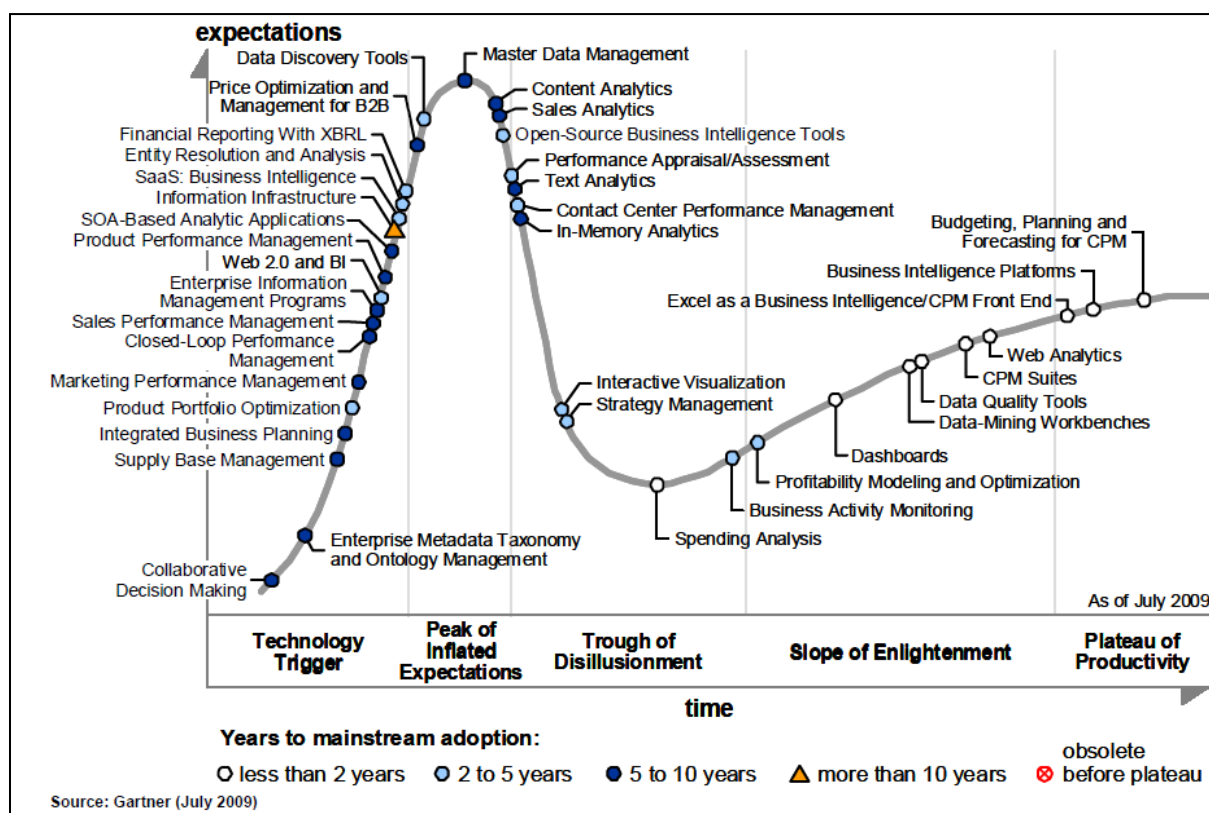 expectations
Data Discovery Tools
Master Data Management
Price Optimization and
Management for B2B
Content Analytics
Sales Analytics
Open-Source Business Intelligence Tools
Financial Reporting With XBRL
Entity Resolution and Analysis
SaaS: Business Intelligence
Information Infrastructure
SOA-Based Analytic Applications
Product Performance Management
Web 2.0 and BI
Enterprise Information
Management Programs
Sales Performance Management
Closed-Loop Performance
Management
Marketing Performance Management
Product Portfolio Optimization
Integrated Business Planning
Supply Base Management
Performance Appraisal/Assessment
Text Analytics
Contact Center Performance Management
In-Memory Analytics
Budgeting, Planning and
Forecasting for CPM
Business Intelligence Platforms
Excel as a Business Intelligence/CPM Front End
Web Analytics
CPM Suites
Data Quality Tools
Data-Mining Workbenches
Interactive Visualization
Strategy Management
Dashboards
Profitability Modeling and Optimization
Business Activity Monitoring
Spending Analysis
Enterprise Metadata Taxonomy
and Ontology Management
Collaborative
Decision Making
As of July 2009
Technology
Trigger
Peak of
Inflated
Expectations
Trough of
Disillusionment
Slope of Enlightenment
Plateau of
Productivity
time
Years to mainstream adoption:
less than 2 years
2 to 5 years
5 to 10 years
more than 10 years
obsolete
before plateau
Source: Gartner (July 2009)